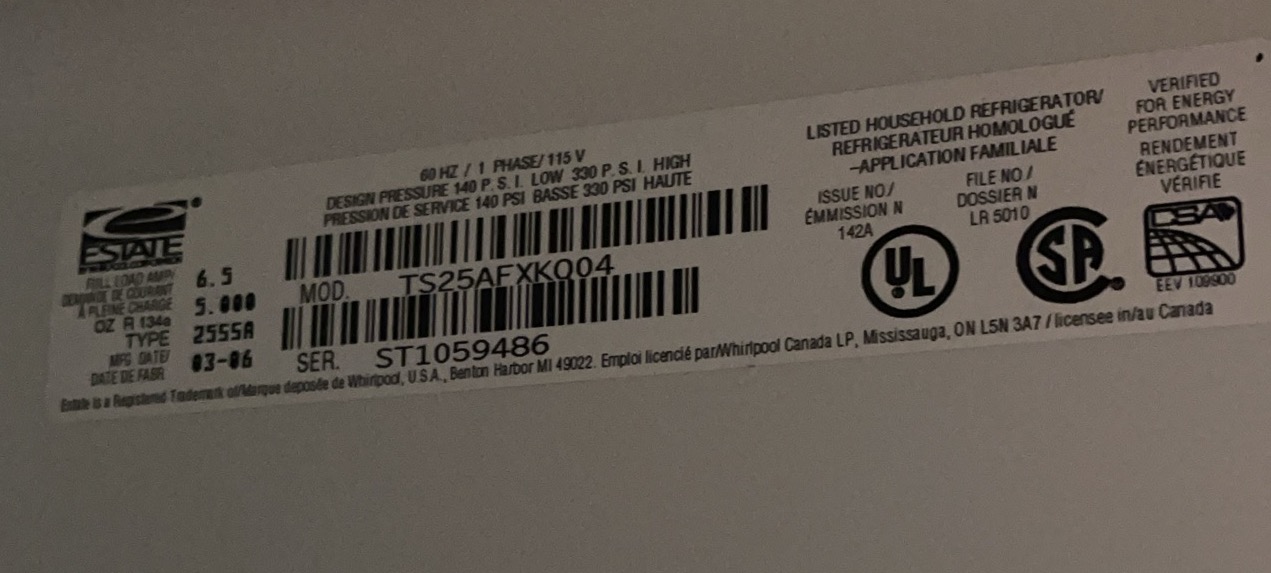 60 HZ / 1 PHASE/ 115 V
DESIGN PRESSURE 140 P. S. I. LOW 330 P. S. I. HIGH
PRESSION DE SERVICE 140 PSI BASSE 330 PSI HAUTE
LISTED HOUSEHOLD REFRIGERATOR/
REFRIGERATEUR HOMOLOGUÉ
-APPLICATION FAMILIALE
ISSUE NO/
ÉMMISSION N
142A
FILE NO /
DOSSIER N
LR 5010
VERIFIED
FOR ENERGY
PERFORMANCE
RENDEMENT
ÉNERGÉTIQUE
VÉRIFIE
ESTATE
FULL LOAD AMP/
DEMANDE DE COURANT
À PLEINE CHARGE
6.5
OZ R 134a 5.000
TYPE 2555A
MFG DATE/
DATE DE FABR 03-06
MOD. TS25AFXKQ04
SER. ST1059486
UL
SA
CSA
EEV 109900
Estate is a Registered Trademark of/Marque deposée de Whirlpool, U.S.A., Benton Harbor MI 49022. Emploi licencié par/Whirlpool Canada LP, Mississauga, ON L5N 3A7 / licensee in/au Canada